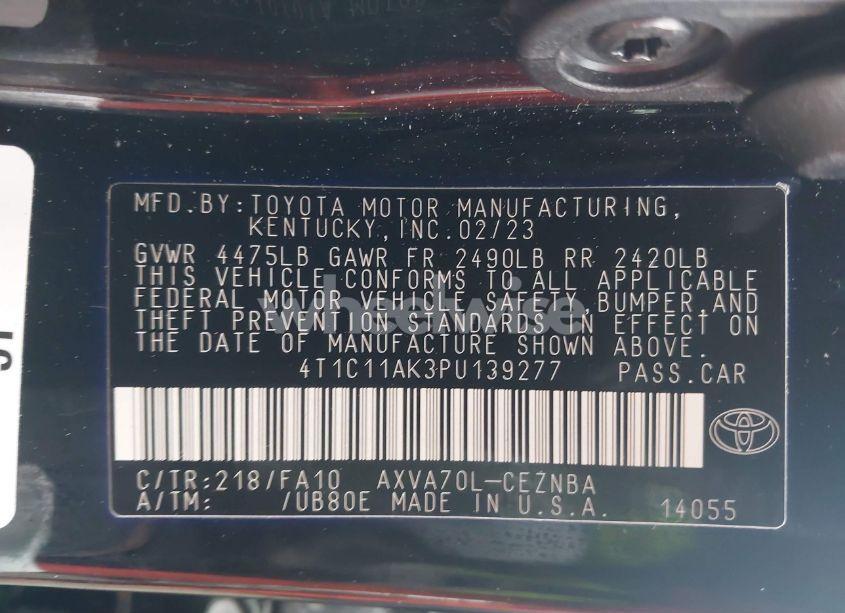 MFD.BY:TOYOTA MOTOR MANUFACTURING,
KENTUCKY,INC.02/23
GVWR 4475LB GAWR FR 2490LB RR 2420LB
THIS VEHICLE CONFORMS TO ALL APPLICABLE
FEDERAL MOTOR VEHICLE SAFETY,BUMPER,AND
THEFT PREVENTION STANDARDS IN EFFECT ON
THE DATE OF MANUFACTURE SHOWN ABOVE.
wheelwise
4T1C11AK3PU139277 PASS.CAR
C/TR:218/FA10 AXVA70L-CEZNBA
A/TM: /UB80E MADE IN U.S.A. 14055